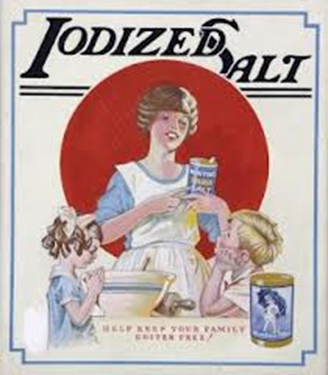 IODIZED SALT
HELP KEEP YOUR FAMILY
GOITER FREE!